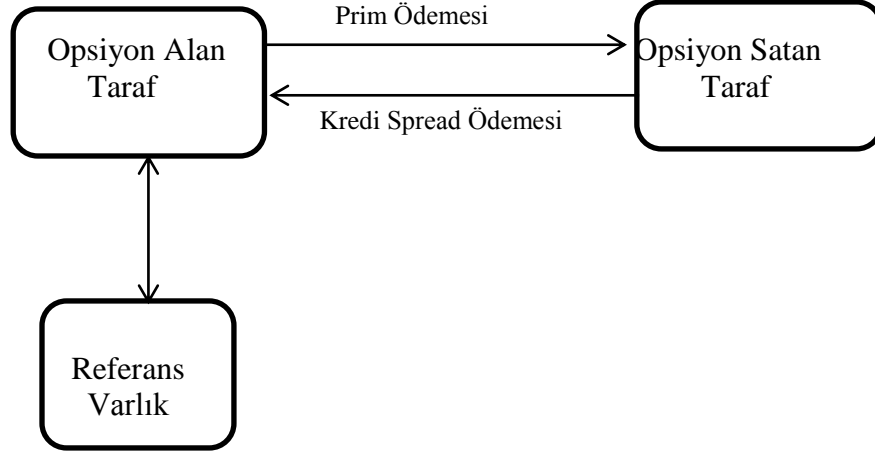 Prim Ödemesi
Opsiyon Alan
Taraf
Opsiyon Satan
Taraf
Kredi Spread Ödemesi
Referans
Varlık